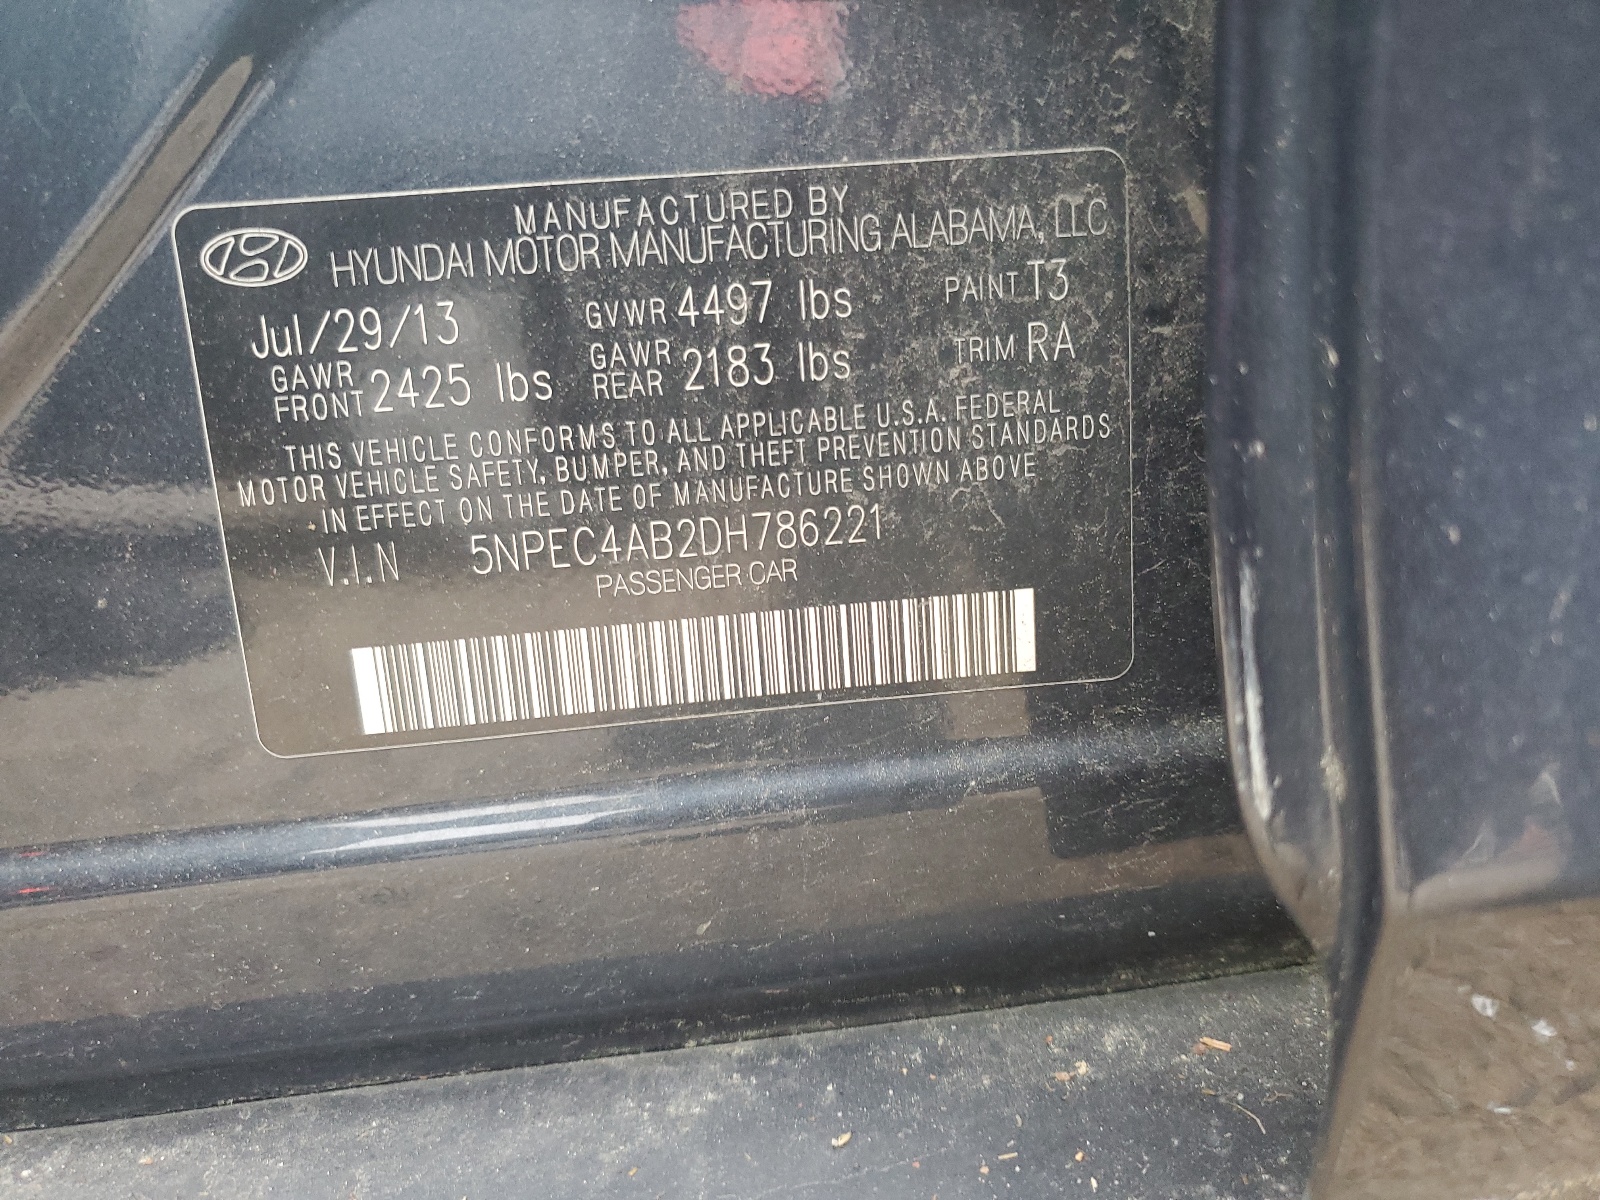 MANUFACTURED BY
HYUNDAI MOTOR MANUFACTURING ALABAMA, LLC
Jul/29/13 GVWR 4497 lbs PAINT T3
GAWR FRONT 2425 lbs GAWR REAR 2183 lbs TRIM RA
THIS VEHICLE CONFORMS TO ALL APPLICABLE U.S.A. FEDERAL
MOTOR VEHICLE SAFETY, BUMPER, AND THEFT PREVENTION STANDARDS
IN EFFECT ON THE DATE OF MANUFACTURE SHOWN ABOVE
V.I.N 5NPEC4AB2DH786221
PASSENGER CAR